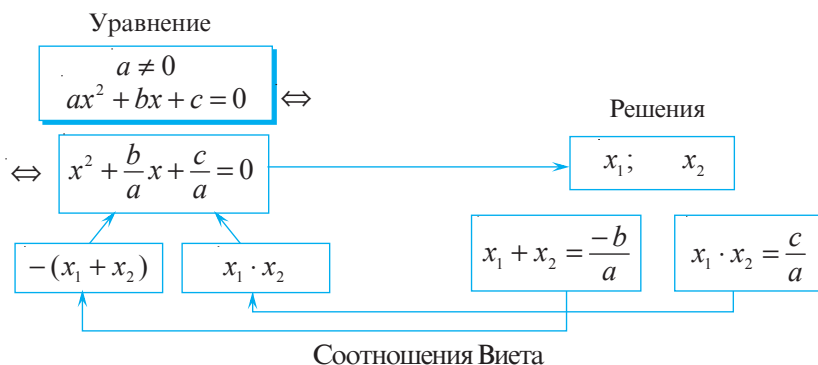 Уравнение
a ≠ 0
ax² + bx + c = 0 ⇔
Решения
⇔ x² + b/a x + c/a = 0
x₁; x₂
−(x₁ + x₂)
x₁ · x₂
x₁ + x₂ = −b/a
x₁ · x₂ = c/a
Соотношения Виета